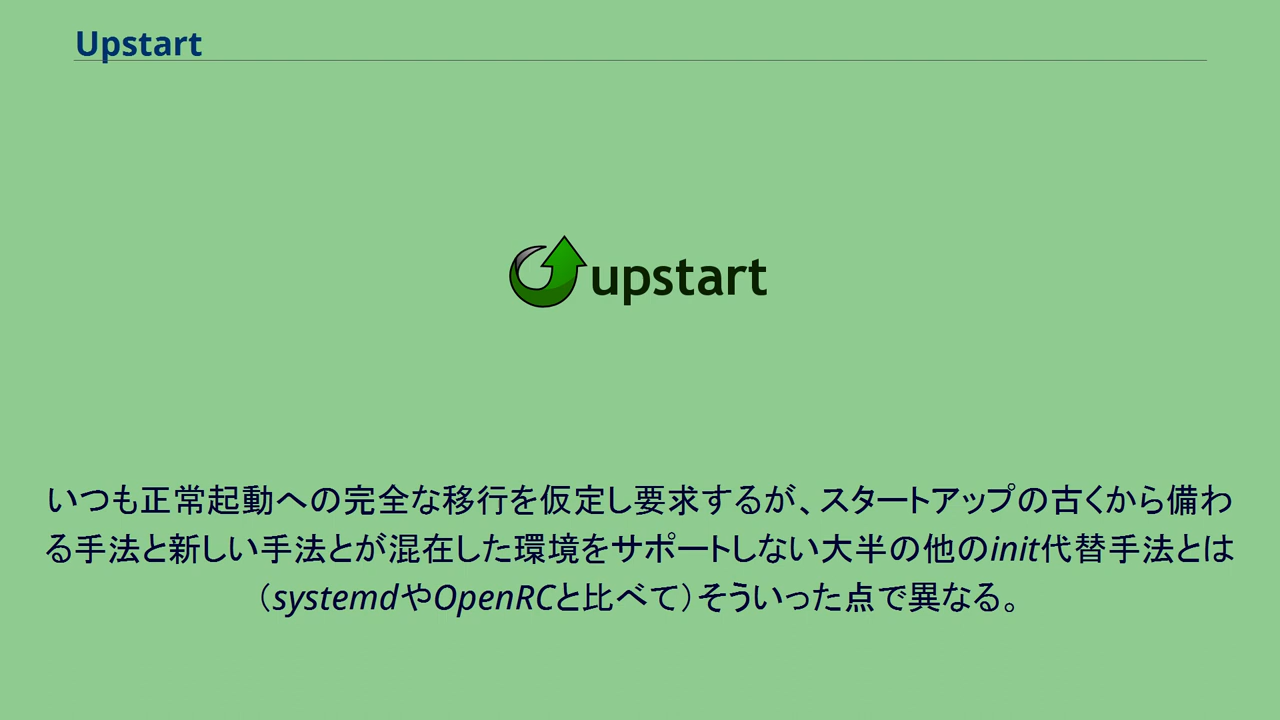 Upstart
upstart
いつも正常起動への完全な移行を仮定し要求するが、スタートアップの古くから備わ
る手法と新しい手法とが混在した環境をサポートしない大半の他のinit代替手法とは
（systemdやOpenRCと比べて）そういった点で異なる。